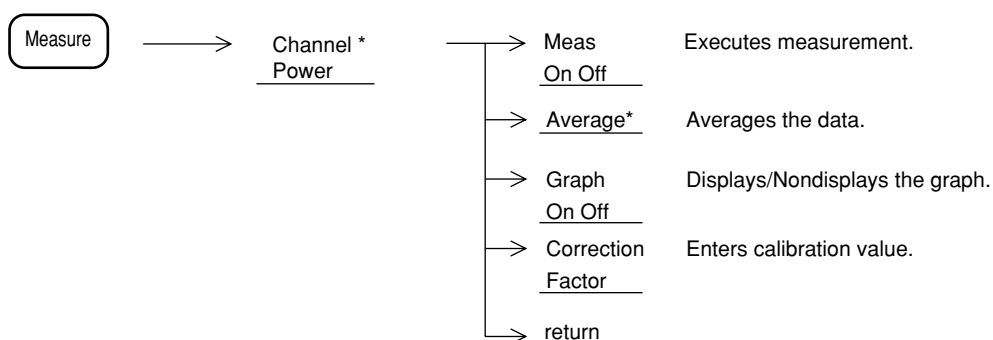 Measure
Channel *
Power
Meas
On Off
Executes measurement.
Average*
Averages the data.
Graph
On Off
Displays/Nondisplays the graph.
Correction
Factor
Enters calibration value.
return